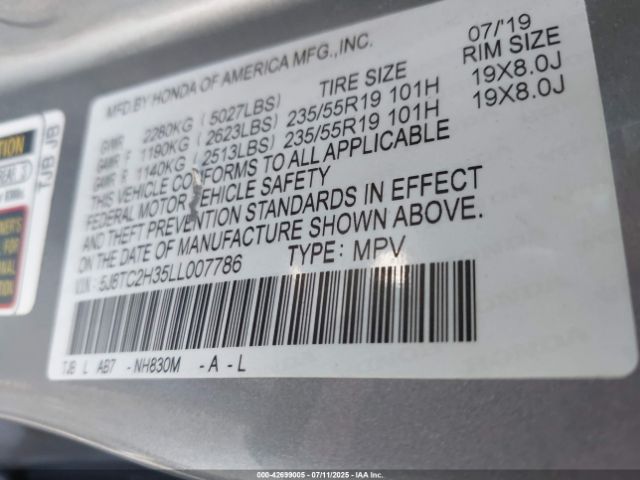 MFD.BY HONDA OF AMERICA MFG.,INC. 07/'19
TIRE SIZE RIM SIZE
GVWR 2280KG (5027LBS)
GAWR F 1190KG (2623LBS) 235/55R19 101H 19X8.0J
GAWR R 1140KG (2513LBS) 235/55R19 101H 19X8.0J
THIS VEHICLE CONFORMS TO ALL APPLICABLE
FEDERAL MOTOR VEHICLE SAFETY
AND THEFT PREVENTION STANDARDS IN EFFECT
ON THE DATE OF MANUFACTURE SHOWN ABOVE.
VIN: 5J8TC2H35LL007786 TYPE: MPV
TJB L AB7 -NH830M -A-L
TJB JB
000-42699005 - 07/11/2025 - IAA Inc.